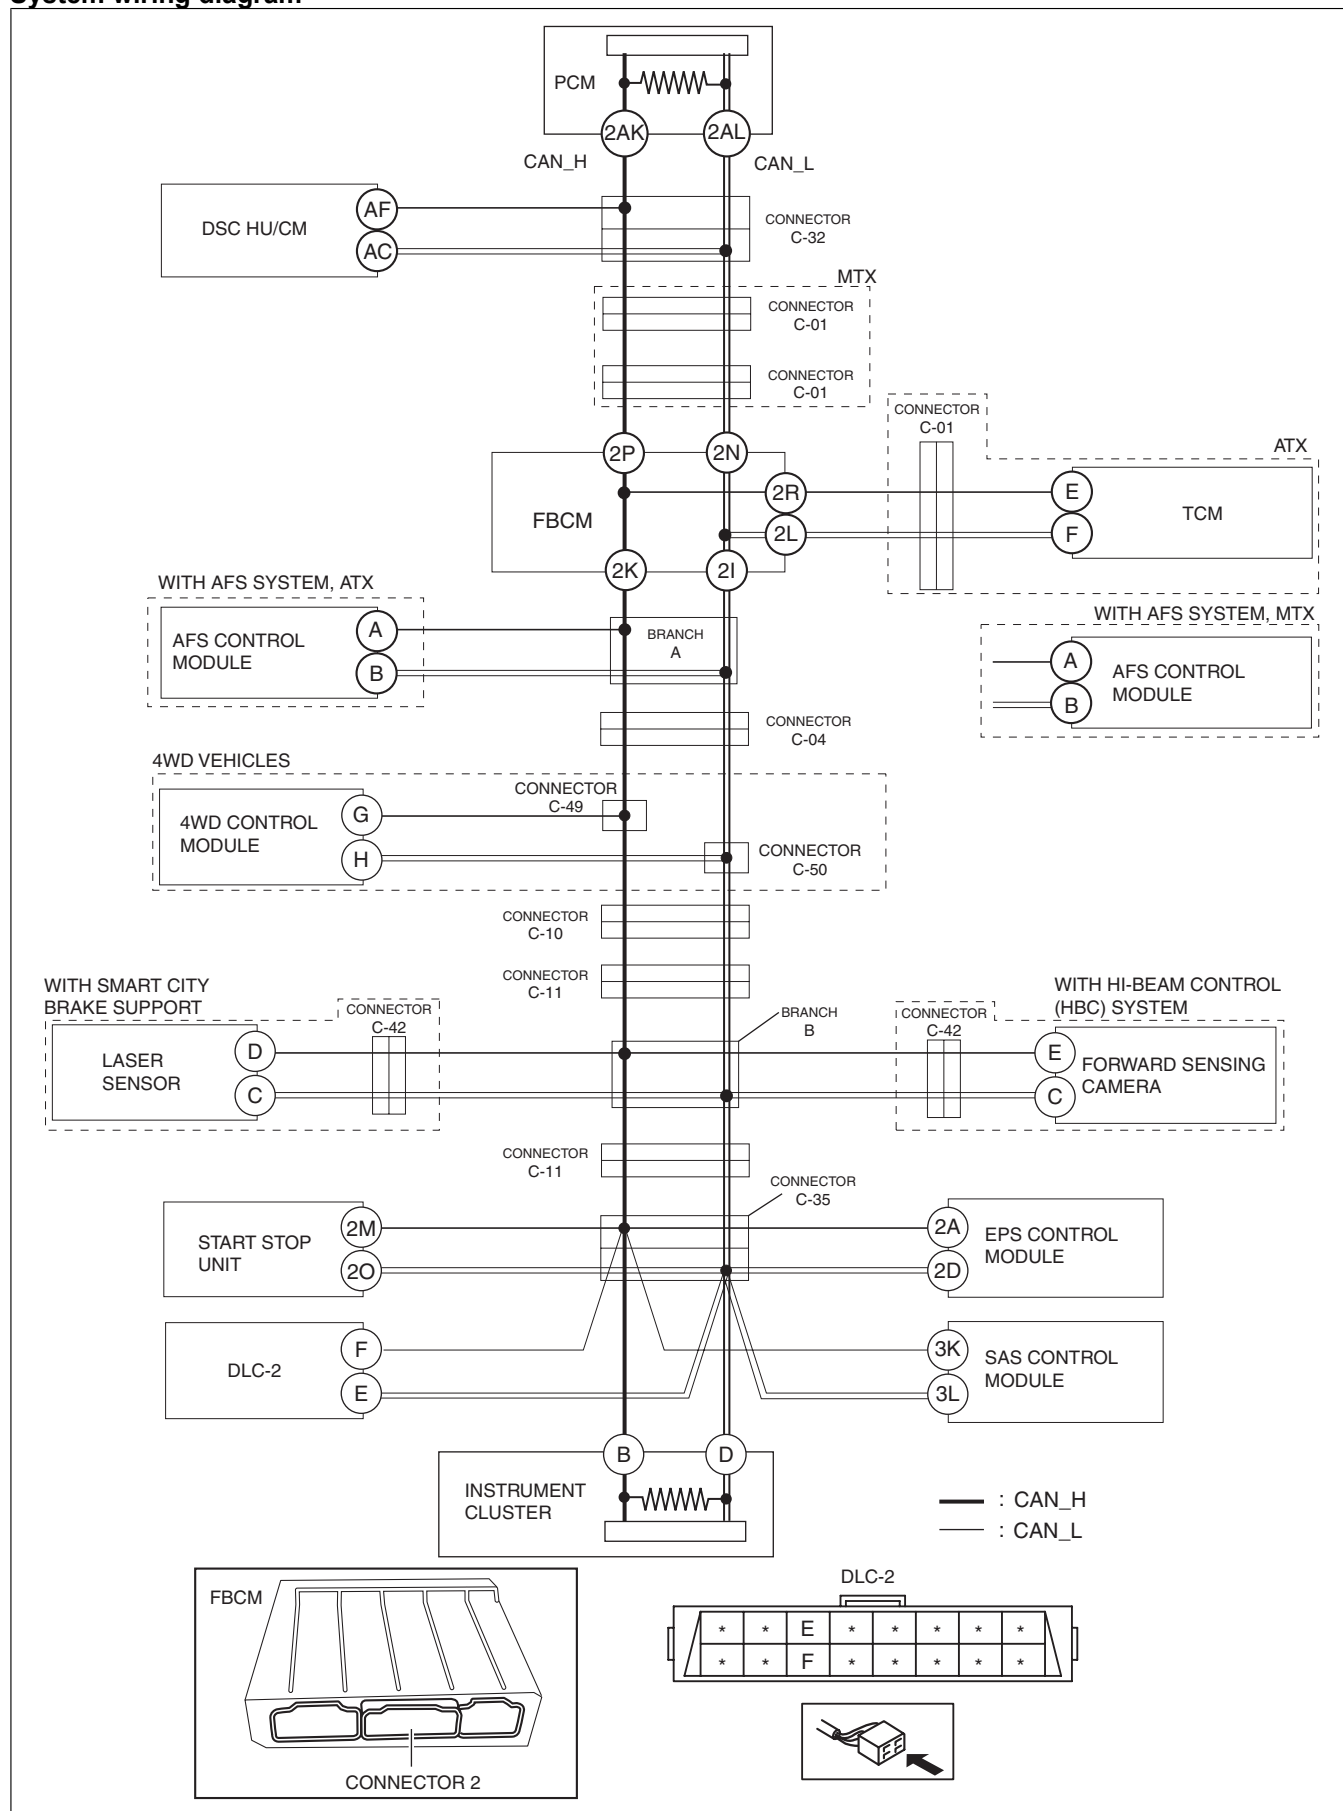 System wiring diagram
PCM
2AK
2AL
CAN_H
CAN_L
DSC HU/CM
AF
AC
CONNECTOR
C-32
MTX
CONNECTOR
C-01
CONNECTOR
C-01
2P
2N
FBCM
2R
2L
2K
2I
CONNECTOR
C-01
ATX
E
F
TCM
WITH AFS SYSTEM, ATX
AFS CONTROL
MODULE
A
B
BRANCH
A
WITH AFS SYSTEM, MTX
A
B
AFS CONTROL
MODULE
CONNECTOR
C-04
4WD VEHICLES
4WD CONTROL
MODULE
G
H
CONNECTOR
C-49
CONNECTOR
C-50
CONNECTOR
C-10
CONNECTOR
C-11
WITH SMART CITY
BRAKE SUPPORT
LASER
SENSOR
D
C
CONNECTOR
C-42
BRANCH
B
WITH HI-BEAM CONTROL
(HBC) SYSTEM
CONNECTOR
C-42
E
C
FORWARD SENSING
CAMERA
CONNECTOR
C-11
CONNECTOR
C-35
START STOP
UNIT
2M
2O
2A
2D
EPS CONTROL
MODULE
DLC-2
F
E
3K
3L
SAS CONTROL
MODULE
B
D
INSTRUMENT
CLUSTER
: CAN_H
: CAN_L
FBCM
CONNECTOR 2
DLC-2
* * E * * * * *
* * F * * * * *